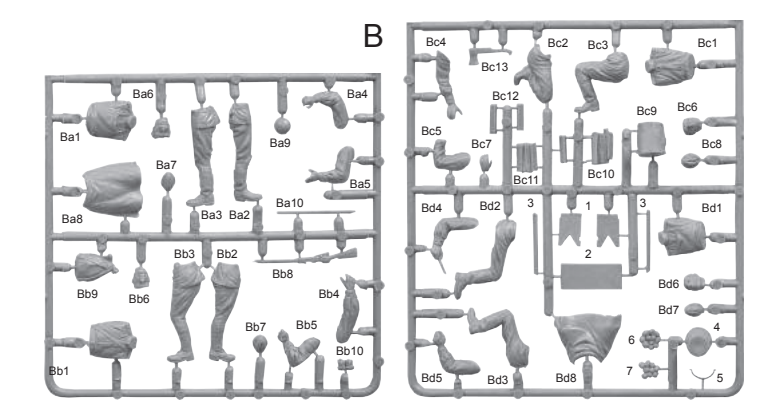 B
Ba6
Ba4
Ba1
Ba9
Ba7
Ba5
Ba8
Ba3 Ba2
Ba10
Bb3 Bb2
Bb8
Bb9
Bb6
Bb4
Bb7
Bb5
Bb1
Bb10
Bc4
Bc13
Bc2
Bc3
Bc1
Bc12
Bc9
Bc6
Bc5
Bc7
Bc8
Bc11
Bc10
Bd4
Bd2
3
1
3
Bd1
2
Bd6
Bd7
6
4
7
5
Bd5
Bd3
Bd8